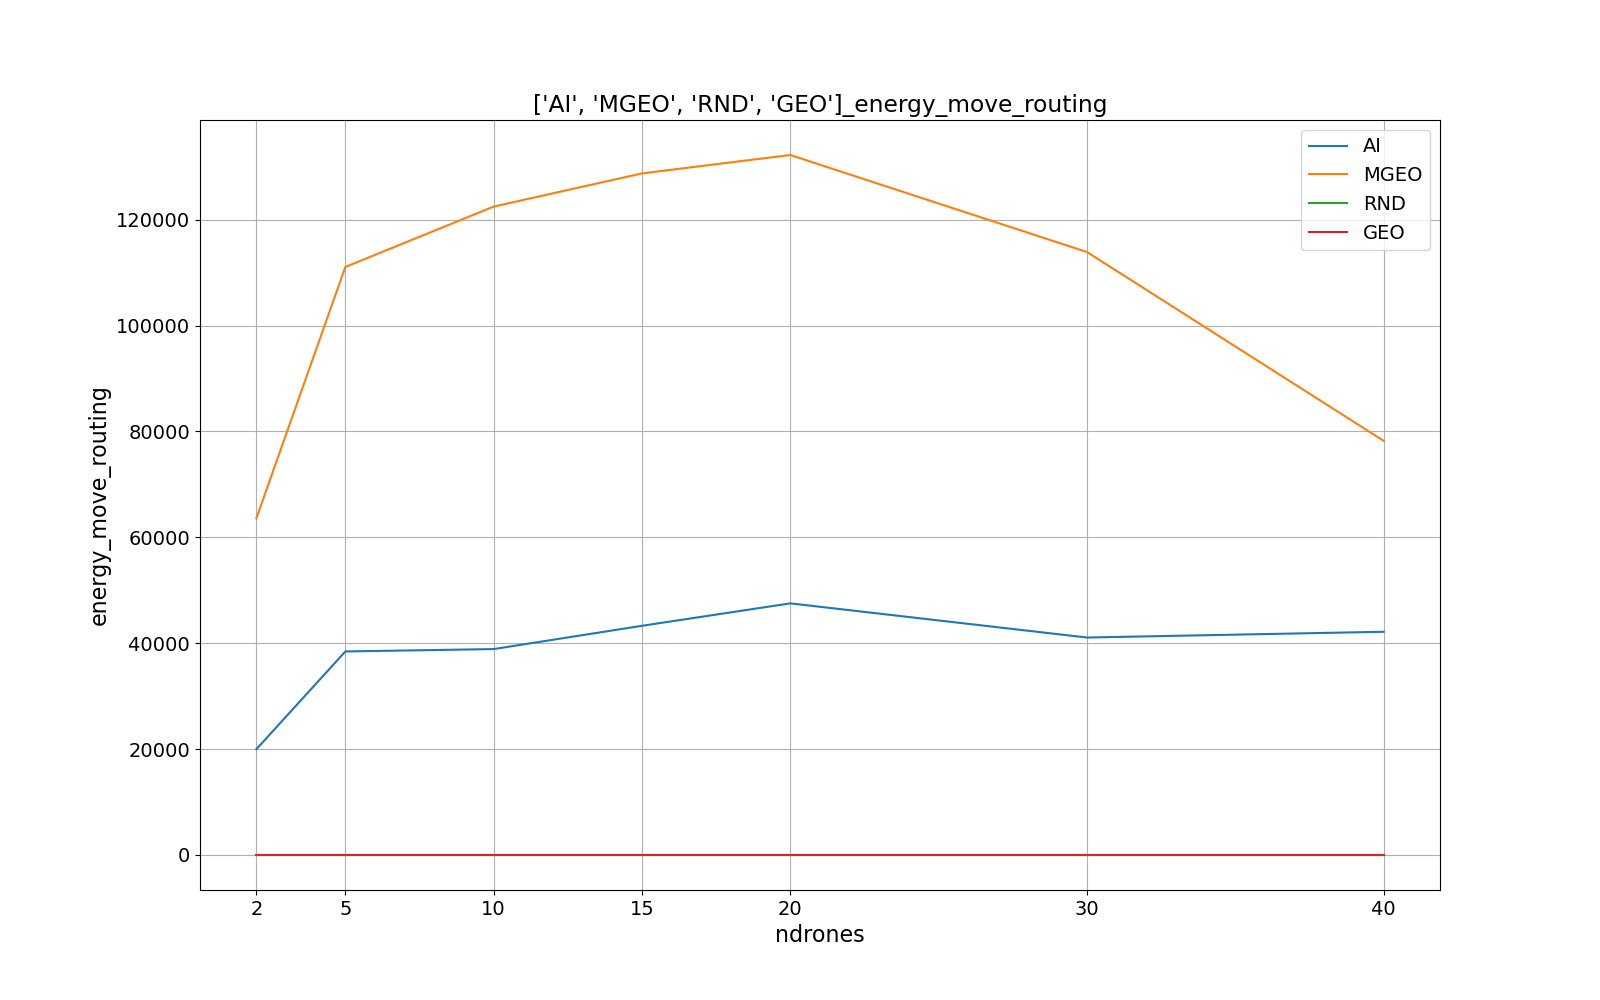 ['AI', 'MGEO', 'RND', 'GEO']_energy_move_routing
AI
MGEO
RND
GEO
120000
100000
80000
60000
40000
20000
0
energy_move_routing
2 5 10 15 20 30 40
ndrones